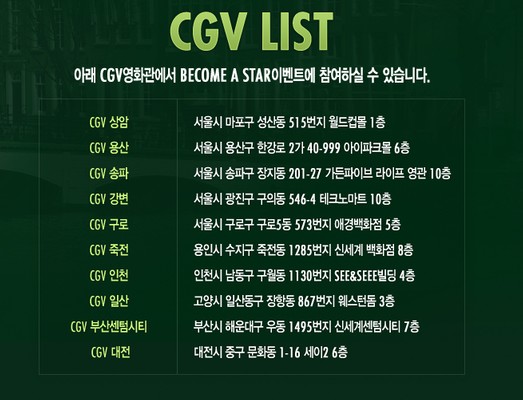 CGV LIST
아래 CGV영화관에서 BECOME A STAR이벤트에 참여하실 수 있습니다.
CGV 상암 서울시 마포구 성산동 515번지 월드컵몰 1층
CGV 용산 서울시 용산구 한강로 2가 40-999 아이파크몰 6층
CGV 송파 서울시 송파구 장지동 201-27 가든파이브 라이프 영관 10층
CGV 강변 서울시 광진구 구의동 546-4 테크노마트 10층
CGV 구로 서울시 구로구 구로5동 573번지 애경백화점 5층
CGV 죽전 용인시 수지구 죽전동 1285번지 신세계 백화점 8층
CGV 인천 인천시 남동구 구월동 1130번지 SEE&SEEE빌딩 4층
CGV 일산 고양시 일산동구 장항동 867번지 웨스턴돔 3층
CGV 부산센텀시티 부산시 해운대구 우동 1495번지 신세계센텀시티 7층
CGV 대전 대전시 중구 문화동 1-16 세이2 6층